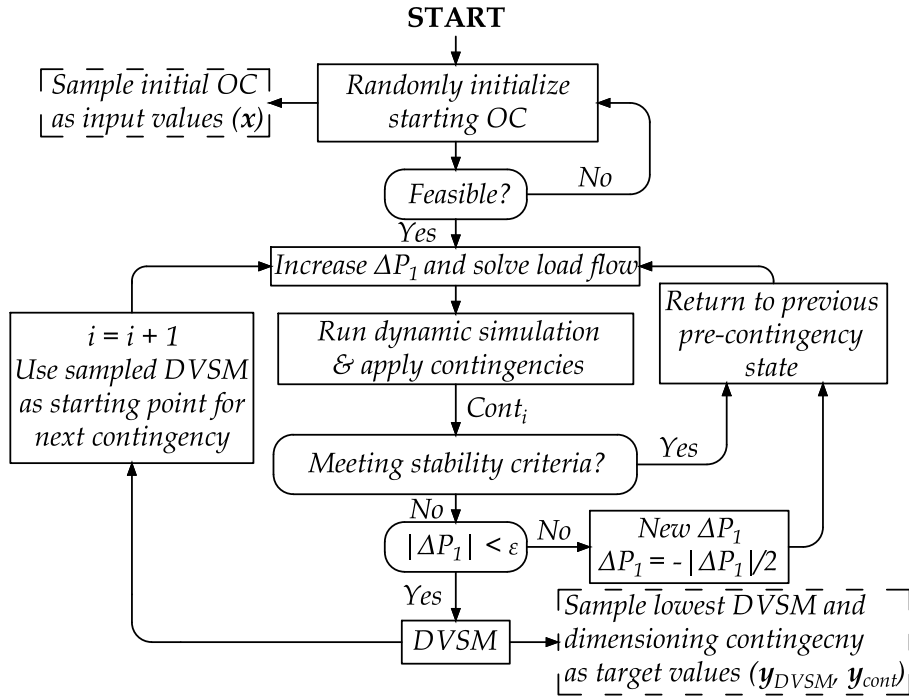 START
Sample initial OC
as input values (x)
Randomly initialize
starting OC
Feasible?
No
Yes
Increase ΔP₁ and solve load flow
Run dynamic simulation
& apply contingencies
Return to previous
pre-contingency
state
i = i + 1
Use sampled DVSM
as starting point for
next contingency
Contᵢ
Meeting stability criteria?
Yes
No
|ΔP₁| < ε
No
New ΔP₁
ΔP₁ = -|ΔP₁|/2
Yes
DVSM
Sample lowest DVSM and
dimensioning contingecny
as target values (y_DVSM, y_cont)